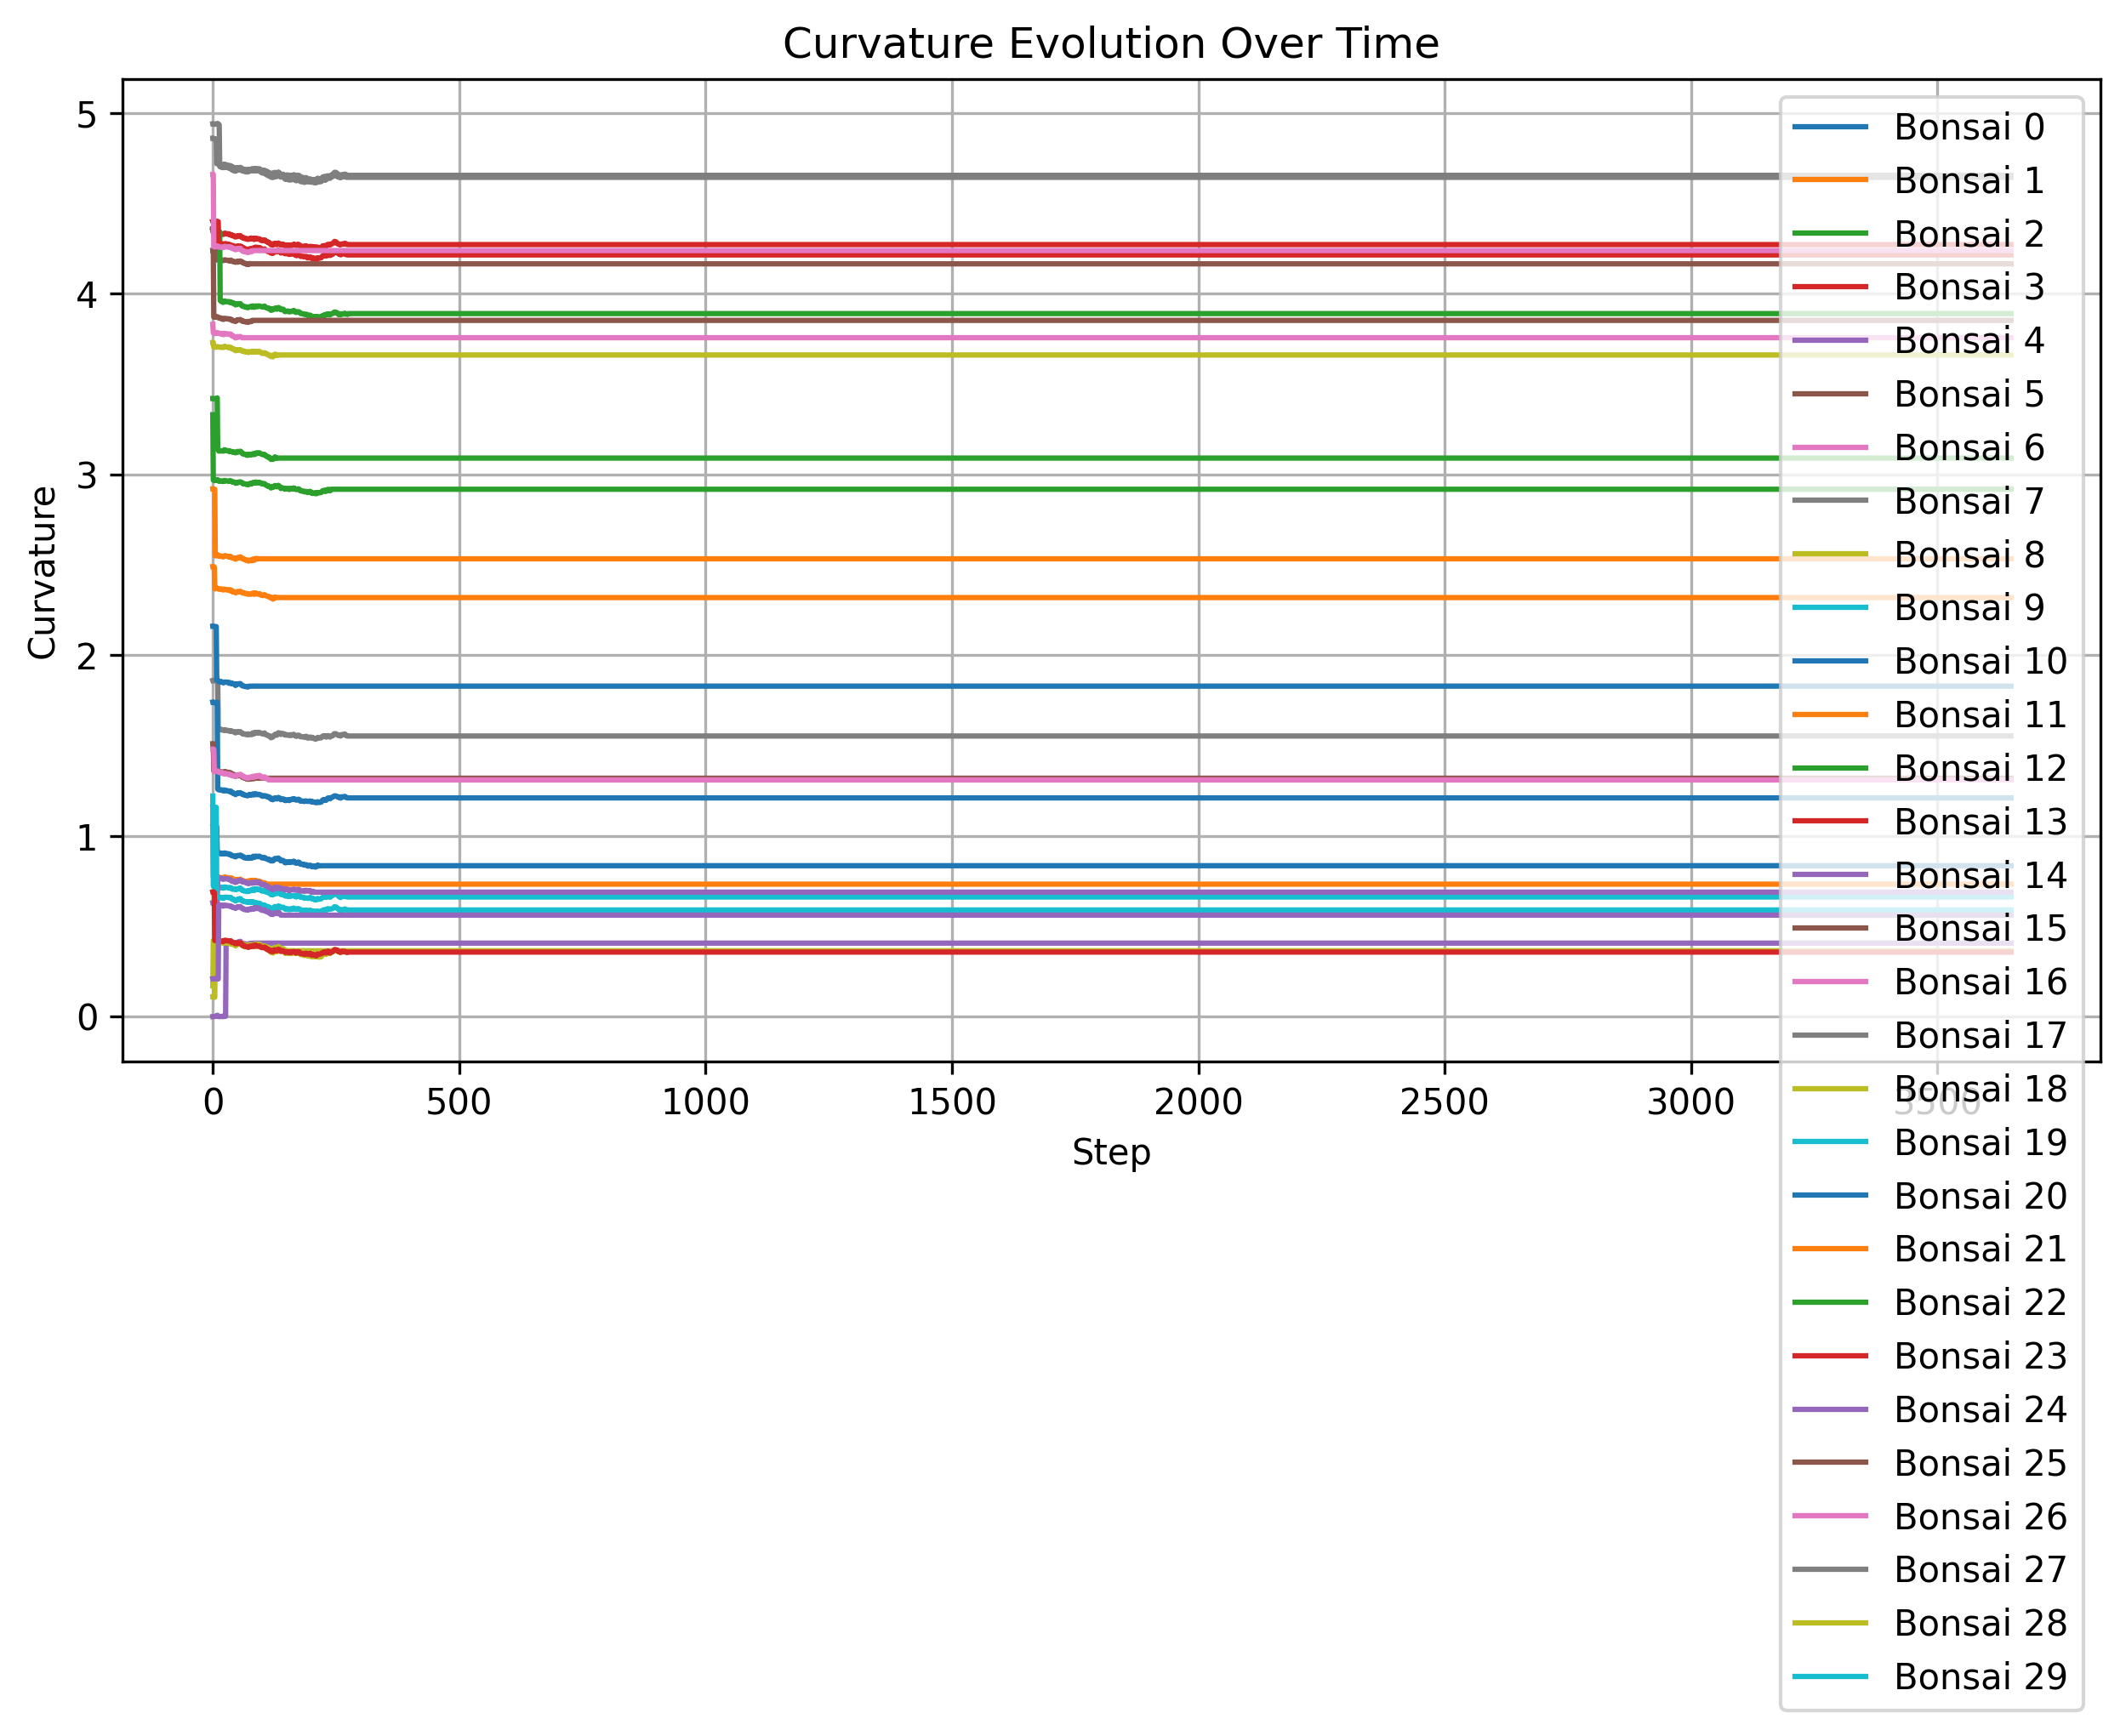 Curvature Evolution Over Time
5
4
3
2
1
0
Curvature
0 500 1000 1500 2000 2500 3000 3500
Step
Bonsai 0
Bonsai 1
Bonsai 2
Bonsai 3
Bonsai 4
Bonsai 5
Bonsai 6
Bonsai 7
Bonsai 8
Bonsai 9
Bonsai 10
Bonsai 11
Bonsai 12
Bonsai 13
Bonsai 14
Bonsai 15
Bonsai 16
Bonsai 17
Bonsai 18
Bonsai 19
Bonsai 20
Bonsai 21
Bonsai 22
Bonsai 23
Bonsai 24
Bonsai 25
Bonsai 26
Bonsai 27
Bonsai 28
Bonsai 29